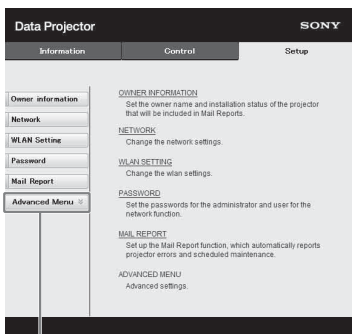 Data Projector
SONY
Information
Control
Setup
Owner information
Network
WLAN Setting
Password
Mail Report
Advanced Menu
OWNER INFORMATION
Set the owner name and installation status of the projector
that will be included in Mail Reports.
NETWORK
Change the network settings.
WLAN SETTING
Change the wlan settings.
PASSWORD
Set the passwords for the administrator and user for the
network function.
MAIL REPORT
Set up the Mail Report function, which automatically reports
projector errors and scheduled maintenance.
ADVANCED MENU
Advanced settings.